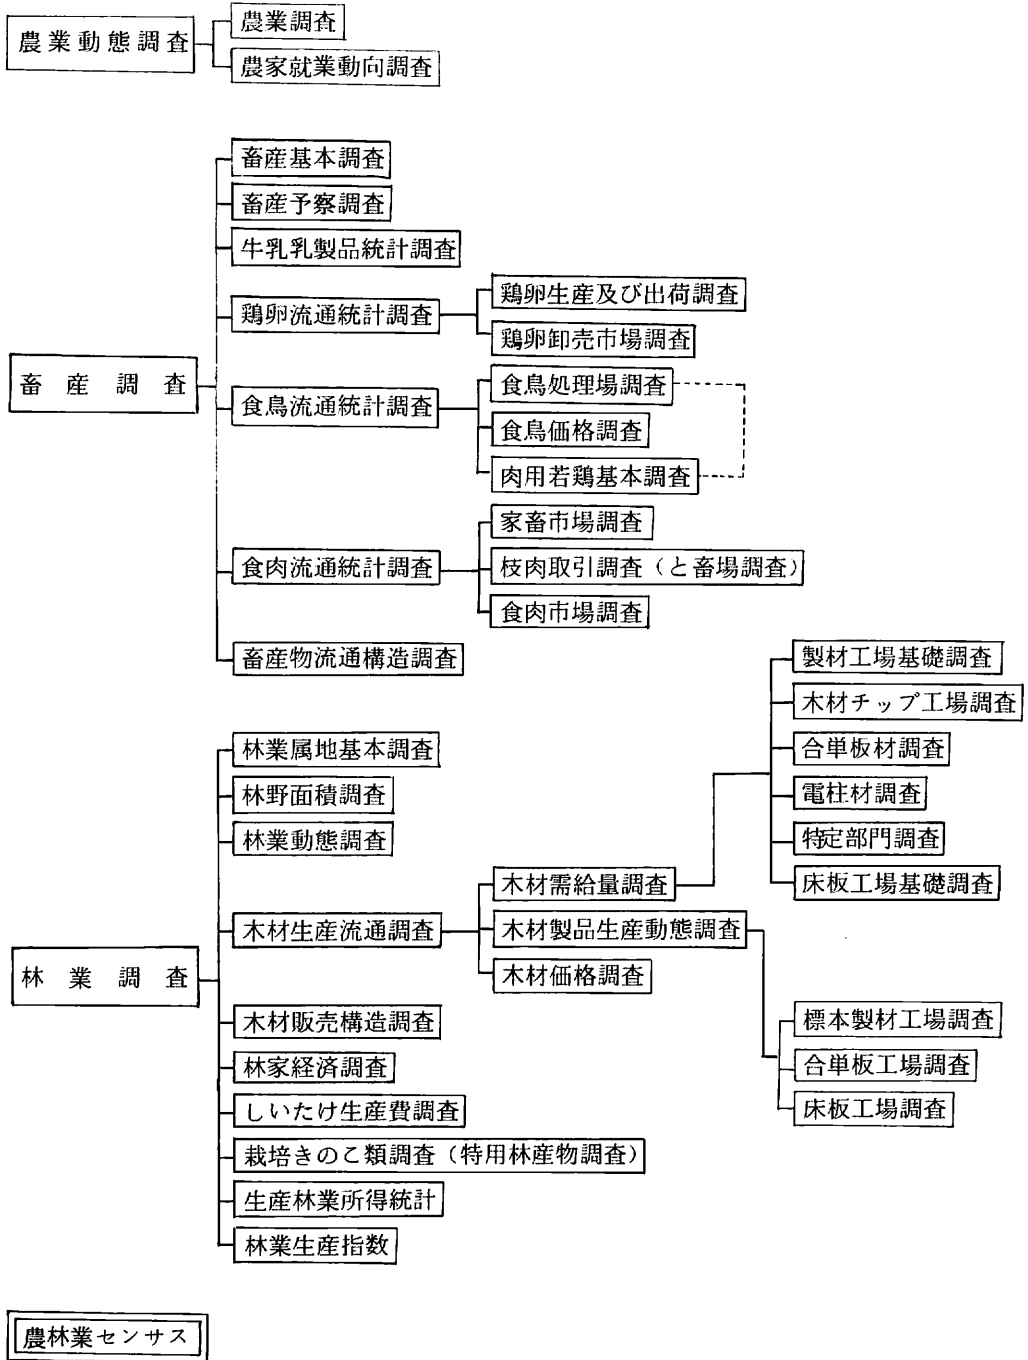 農業動態調査
農業調査
農家就業動向調査
畜産調査
畜産基本調査
畜産予察調査
牛乳乳製品統計調査
鶏卵流通統計調査
鶏卵生産及び出荷調査
鶏卵卸売市場調査
食鳥流通統計調査
食鳥処理場調査
食鳥価格調査
肉用若鶏基本調査
食肉流通統計調査
家畜市場調査
枝肉取引調査（と畜場調査）
食肉市場調査
畜産物流通構造調査
林業調査
林業属地基本調査
林野面積調査
林業動態調査
木材生産流通調査
木材需給量調査
製材工場基礎調査
木材チップ工場調査
合単板材調査
電柱材調査
特定部門調査
床板工場基礎調査
木材製品生産動態調査
標本製材工場調査
合単板工場調査
床板工場調査
木材価格調査
木材販売構造調査
林家経済調査
しいたけ生産費調査
栽培きのこ類調査（特用林産物調査）
生産林業所得統計
林業生産指数
農林業センサス